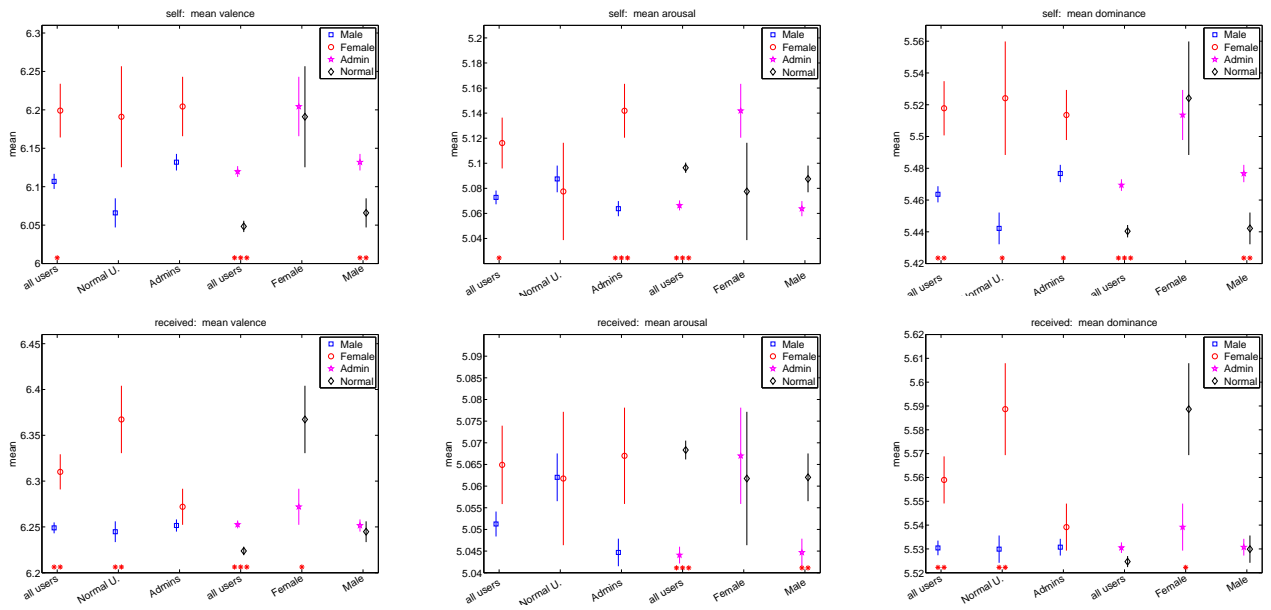 self: mean valence
6.3
6.25
6.2
6.15
6.1
6.05
6
mean
Male
Female
Admin
Normal
all users
Normal U.
Admins
all users
Female
Male
* * * * * *
self: mean arousal
5.2
5.18
5.16
5.14
5.12
5.1
5.08
5.06
5.04
mean
Male
Female
Admin
Normal
all users
Normal U.
Admins
all users
Female
Male
* *** ***
self: mean dominance
5.56
5.54
5.52
5.5
5.48
5.46
5.44
5.42
mean
Male
Female
Admin
Normal
all users
Normal U.
Admins
all users
Female
Male
** * * *** **
received: mean valence
6.45
6.4
6.35
6.3
6.25
6.2
mean
Male
Female
Admin
Normal
all users
Normal U.
Admins
all users
Female
Male
** ** *** *
received: mean arousal
5.09
5.085
5.08
5.075
5.07
5.065
5.06
5.055
5.05
5.045
5.04
mean
Male
Female
Admin
Normal
all users
Normal U.
Admins
all users
Female
Male
*** **
received: mean dominance
5.62
5.61
5.6
5.59
5.58
5.57
5.56
5.55
5.54
5.53
5.52
mean
Male
Female
Admin
Normal
all users
Normal U.
Admins
all users
Female
Male
** ** *